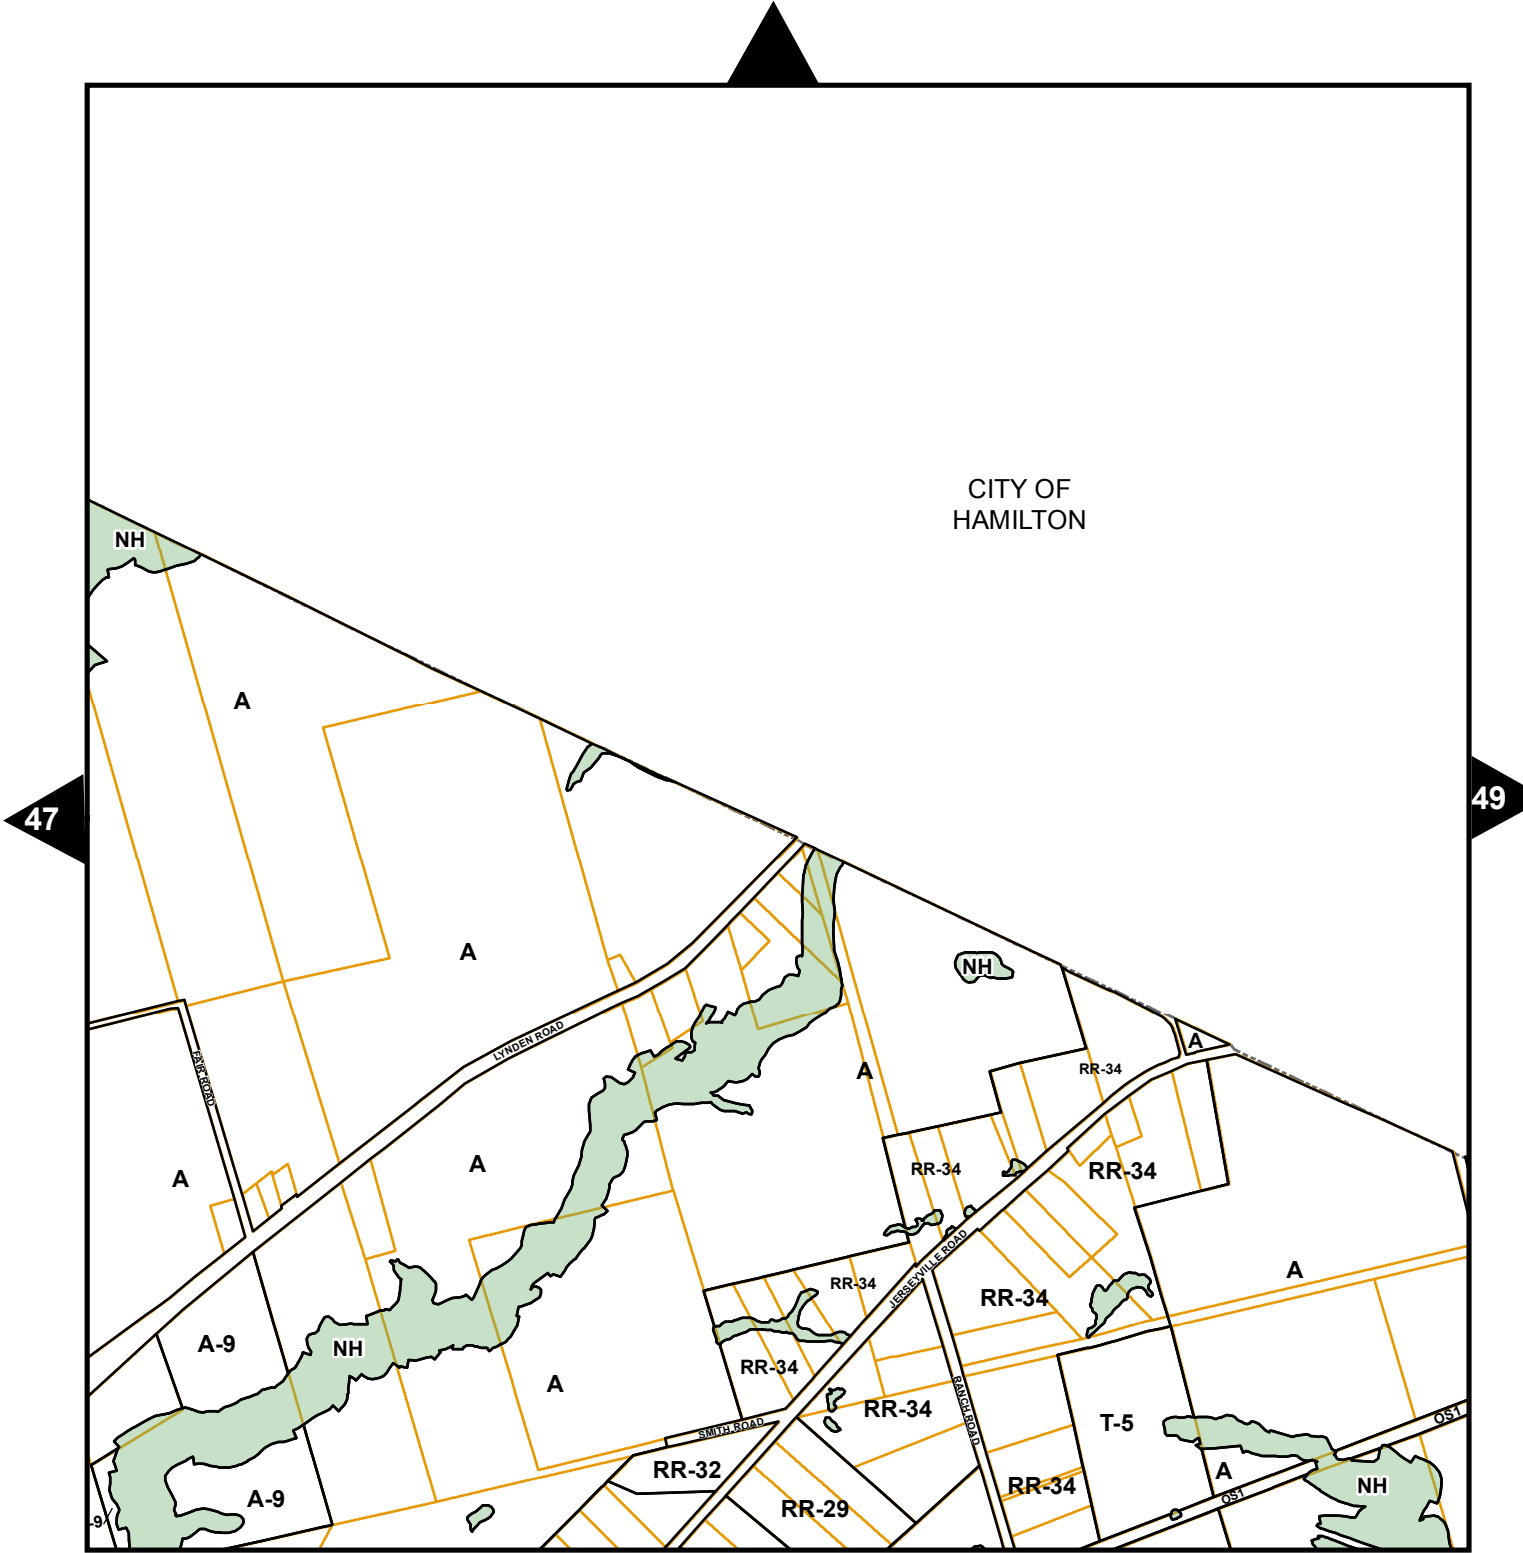 CITY OF
HAMILTON
NH
A
47
49
A
NH
A
RR-34
LYNDEN ROAD
FAIR ROAD
A
A
A
RR-34
RR-34
JERSEYVILLE ROAD
RR-34
RR-34
A
A-9
NH
RR-34
A
RR-34
RANCH ROAD
T-5
OS1
SMITH ROAD
RR-32
A
RR-34
NH
OS1
A-9
RR-29
-9